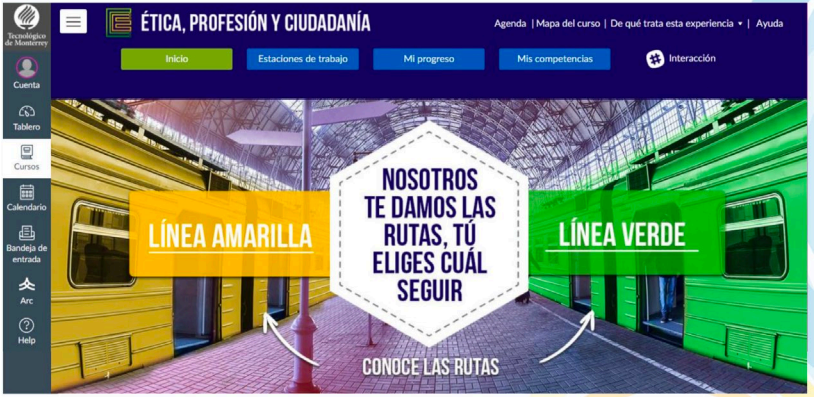 Tecnológico
de Monterrey
ÉTICA, PROFESIÓN Y CIUDADANÍA
Agenda | Mapa del curso | De qué trata esta experiencia ▾ | Ayuda
Inicio
Estaciones de trabajo
Mi progreso
Mis competencias
# Interacción
Cuenta
Tablero
Cursos
Calendario
Bandeja de
entrada
Arc
Help
LÍNEA AMARILLA
NOSOTROS
TE DAMOS LAS
RUTAS, TÚ
ELIGES CUÁL
SEGUIR
LÍNEA VERDE
CONOCE LAS RUTAS